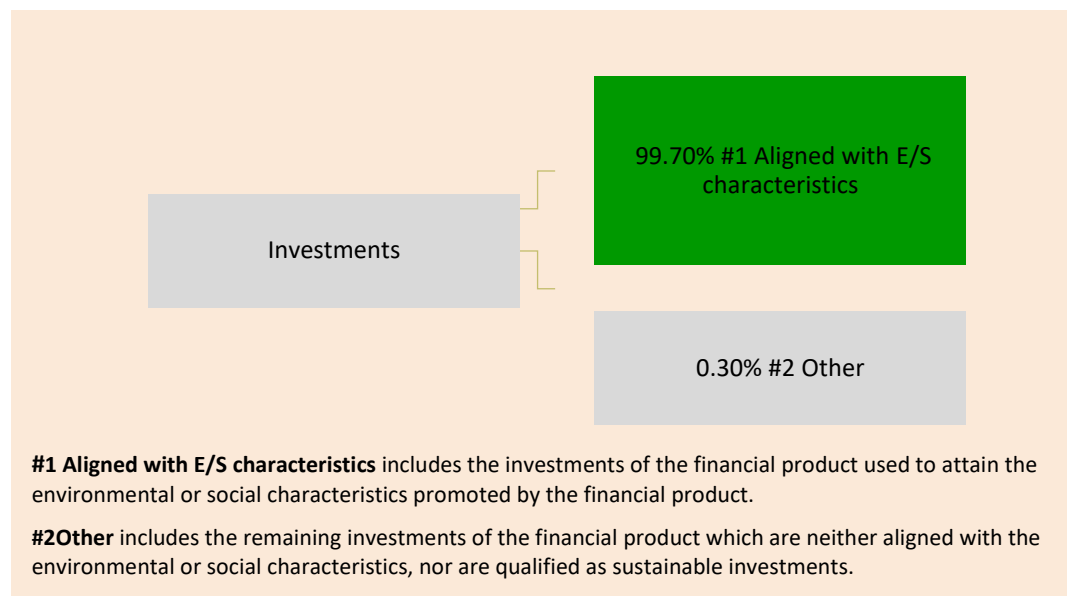 99.70% #1 Aligned with E/S
characteristics
Investments
0.30% #2 Other
#1 Aligned with E/S characteristics includes the investments of the financial product used to attain the
environmental or social characteristics promoted by the financial product.
#2Other includes the remaining investments of the financial product which are neither aligned with the
environmental or social characteristics, nor are qualified as sustainable investments.